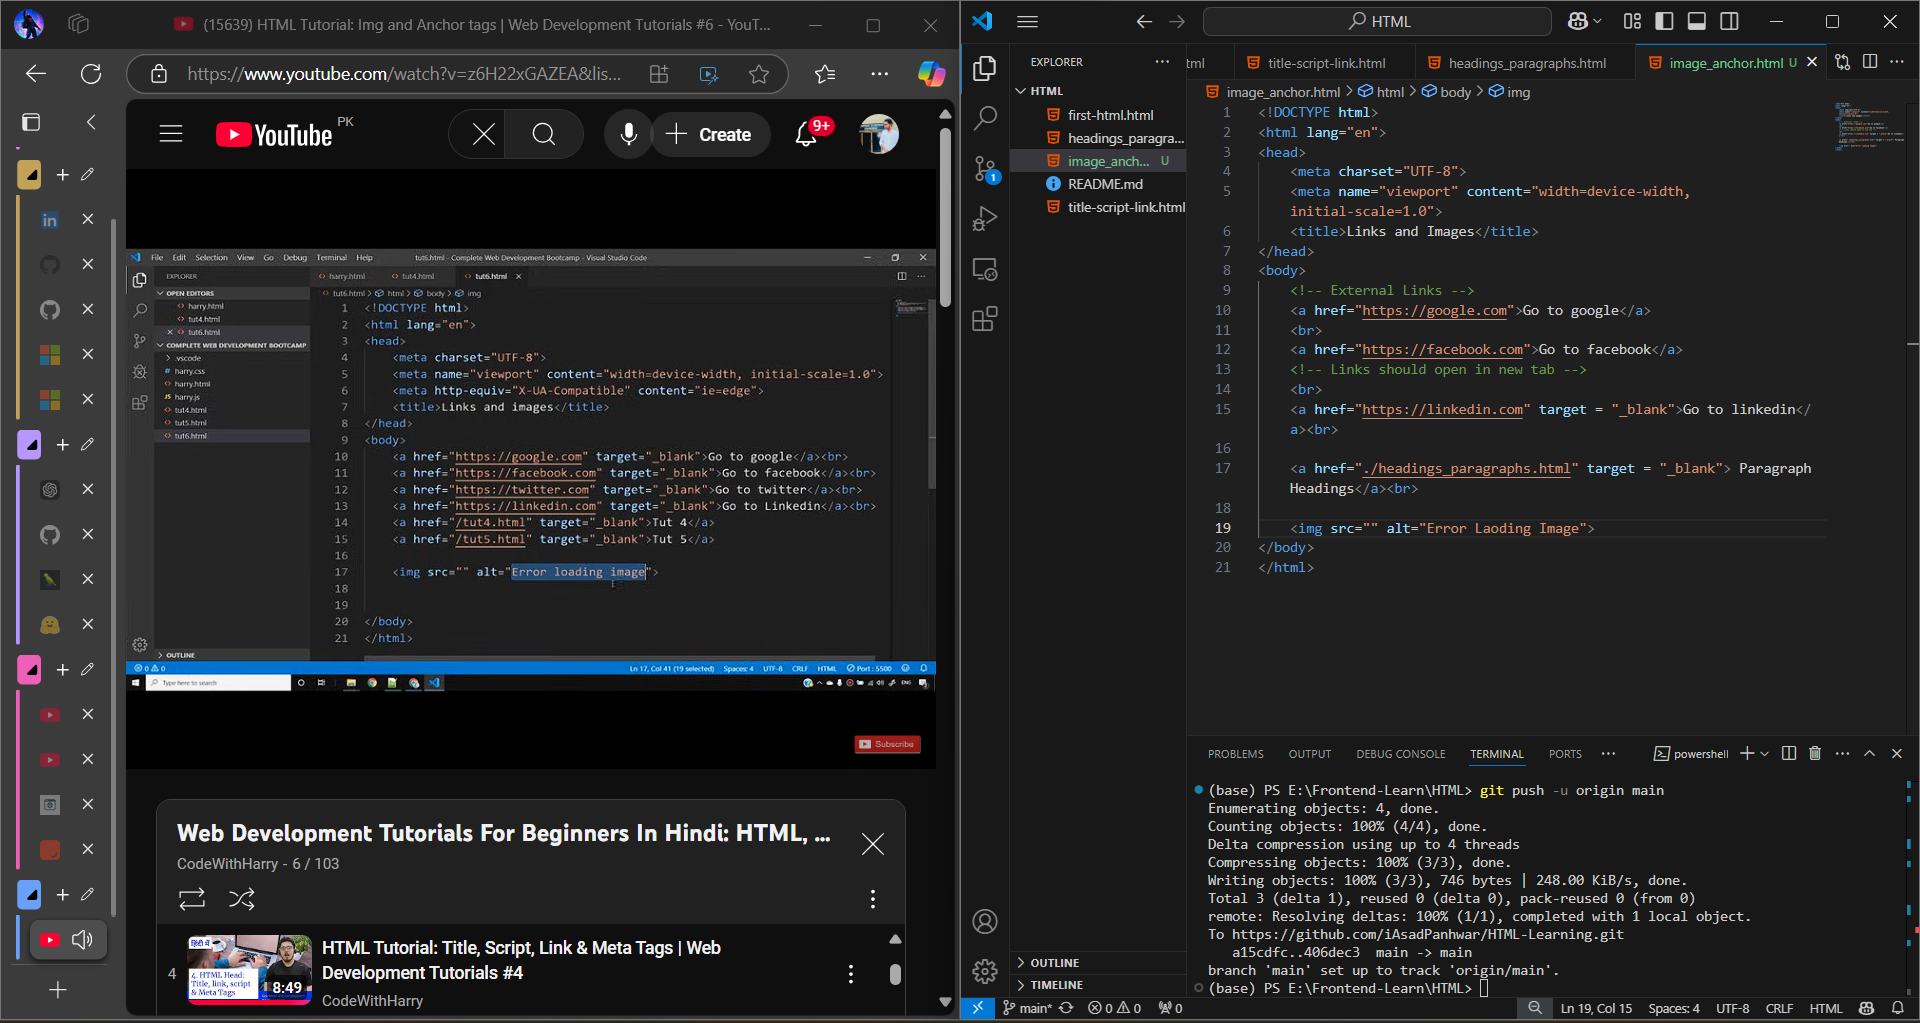 (15639) HTML Tutorial: Img and Anchor tags | Web Development Tutorials #6 - YouT...
https://www.youtube.com/watch?v=z6H22xGAZEA&lis...
YouTube PK
Create
9+
File Edit Selection View Go Debug Terminal Help
tut6.html - Complete Web Development Bootcamp - Visual Studio Code
EXPLORER
harry.html
tut4.html
tut6.html
OPEN EDITORS
harry.html
tut4.html
tut6.html
COMPLETE WEB DEVELOPMENT BOOTCAMP
.vscode
harry.css
harry.html
harry.js
tut4.html
tut5.html
tut6.html
OUTLINE
tut6.html > html > body > img
1 <!DOCTYPE html>
2 <html lang="en">
3 <head>
4 <meta charset="UTF-8">
5 <meta name="viewport" content="width=device-width, initial-scale=1.0">
6 <meta http-equiv="X-UA-Compatible" content="ie=edge">
7 <title>Links and images</title>
8 </head>
9 <body>
10 <a href="https://google.com" target="_blank">Go to google</a><br>
11 <a href="https://facebook.com" target="_blank">Go to facebook</a><br>
12 <a href="https://twitter.com" target="_blank">Go to twitter</a><br>
13 <a href="https://linkedin.com" target="_blank">Go to Linkedin</a><br>
14 <a href="/tut4.html" target="_blank">Tut 4</a>
15 <a href="/tut5.html" target="_blank">Tut 5</a>
16
17 <img src="" alt="Error loading image">
18
19
20 </body>
21 </html>
0 0
Ln 17, Col 41 (19 selected) Spaces: 4 UTF-8 CRLF HTML Port : 5500
Type here to search
ENG
Subscribe
Web Development Tutorials For Beginners In Hindi: HTML, ...
CodeWithHarry - 6 / 103
4
हिंदी में
4. HTML Head:
Title, link, script
& Meta Tags
8:49
HTML Tutorial: Title, Script, Link & Meta Tags | Web
Development Tutorials #4
CodeWithHarry
HTML
EXPLORER
HTML
first-html.html
headings_paragra...
image_anch... U
README.md
title-script-link.html
1
OUTLINE
TIMELINE
tml
title-script-link.html
headings_paragraphs.html
image_anchor.html U
image_anchor.html > html > body > img
1 <!DOCTYPE html>
2 <html lang="en">
3 <head>
4 <meta charset="UTF-8">
5 <meta name="viewport" content="width=device-width,
initial-scale=1.0">
6 <title>Links and Images</title>
7 </head>
8 <body>
9 <!-- External Links -->
10 <a href="https://google.com">Go to google</a>
11 <br>
12 <a href="https://facebook.com">Go to facebook</a>
13 <!-- Links should open in new tab -->
14 <br>
15 <a href="https://linkedin.com" target = "_blank">Go to linkedin</
a><br>
16
17 <a href="./headings_paragraphs.html" target = "_blank"> Paragraph
Headings</a><br>
18
19 <img src="" alt="Error Laoding Image">
20 </body>
21 </html>
PROBLEMS OUTPUT DEBUG CONSOLE TERMINAL PORTS
powershell
(base) PS E:\Frontend-Learn\HTML> git push -u origin main
Enumerating objects: 4, done.
Counting objects: 100% (4/4), done.
Delta compression using up to 4 threads
Compressing objects: 100% (3/3), done.
Writing objects: 100% (3/3), 746 bytes | 248.00 KiB/s, done.
Total 3 (delta 1), reused 0 (delta 0), pack-reused 0 (from 0)
remote: Resolving deltas: 100% (1/1), completed with 1 local object.
To https://github.com/iAsadPanhwar/HTML-Learning.git
a15cdfc..406dec3 main -> main
branch 'main' set up to track 'origin/main'.
(base) PS E:\Frontend-Learn\HTML>
main* 0 0 0
Ln 19, Col 15 Spaces: 4 UTF-8 CRLF HTML